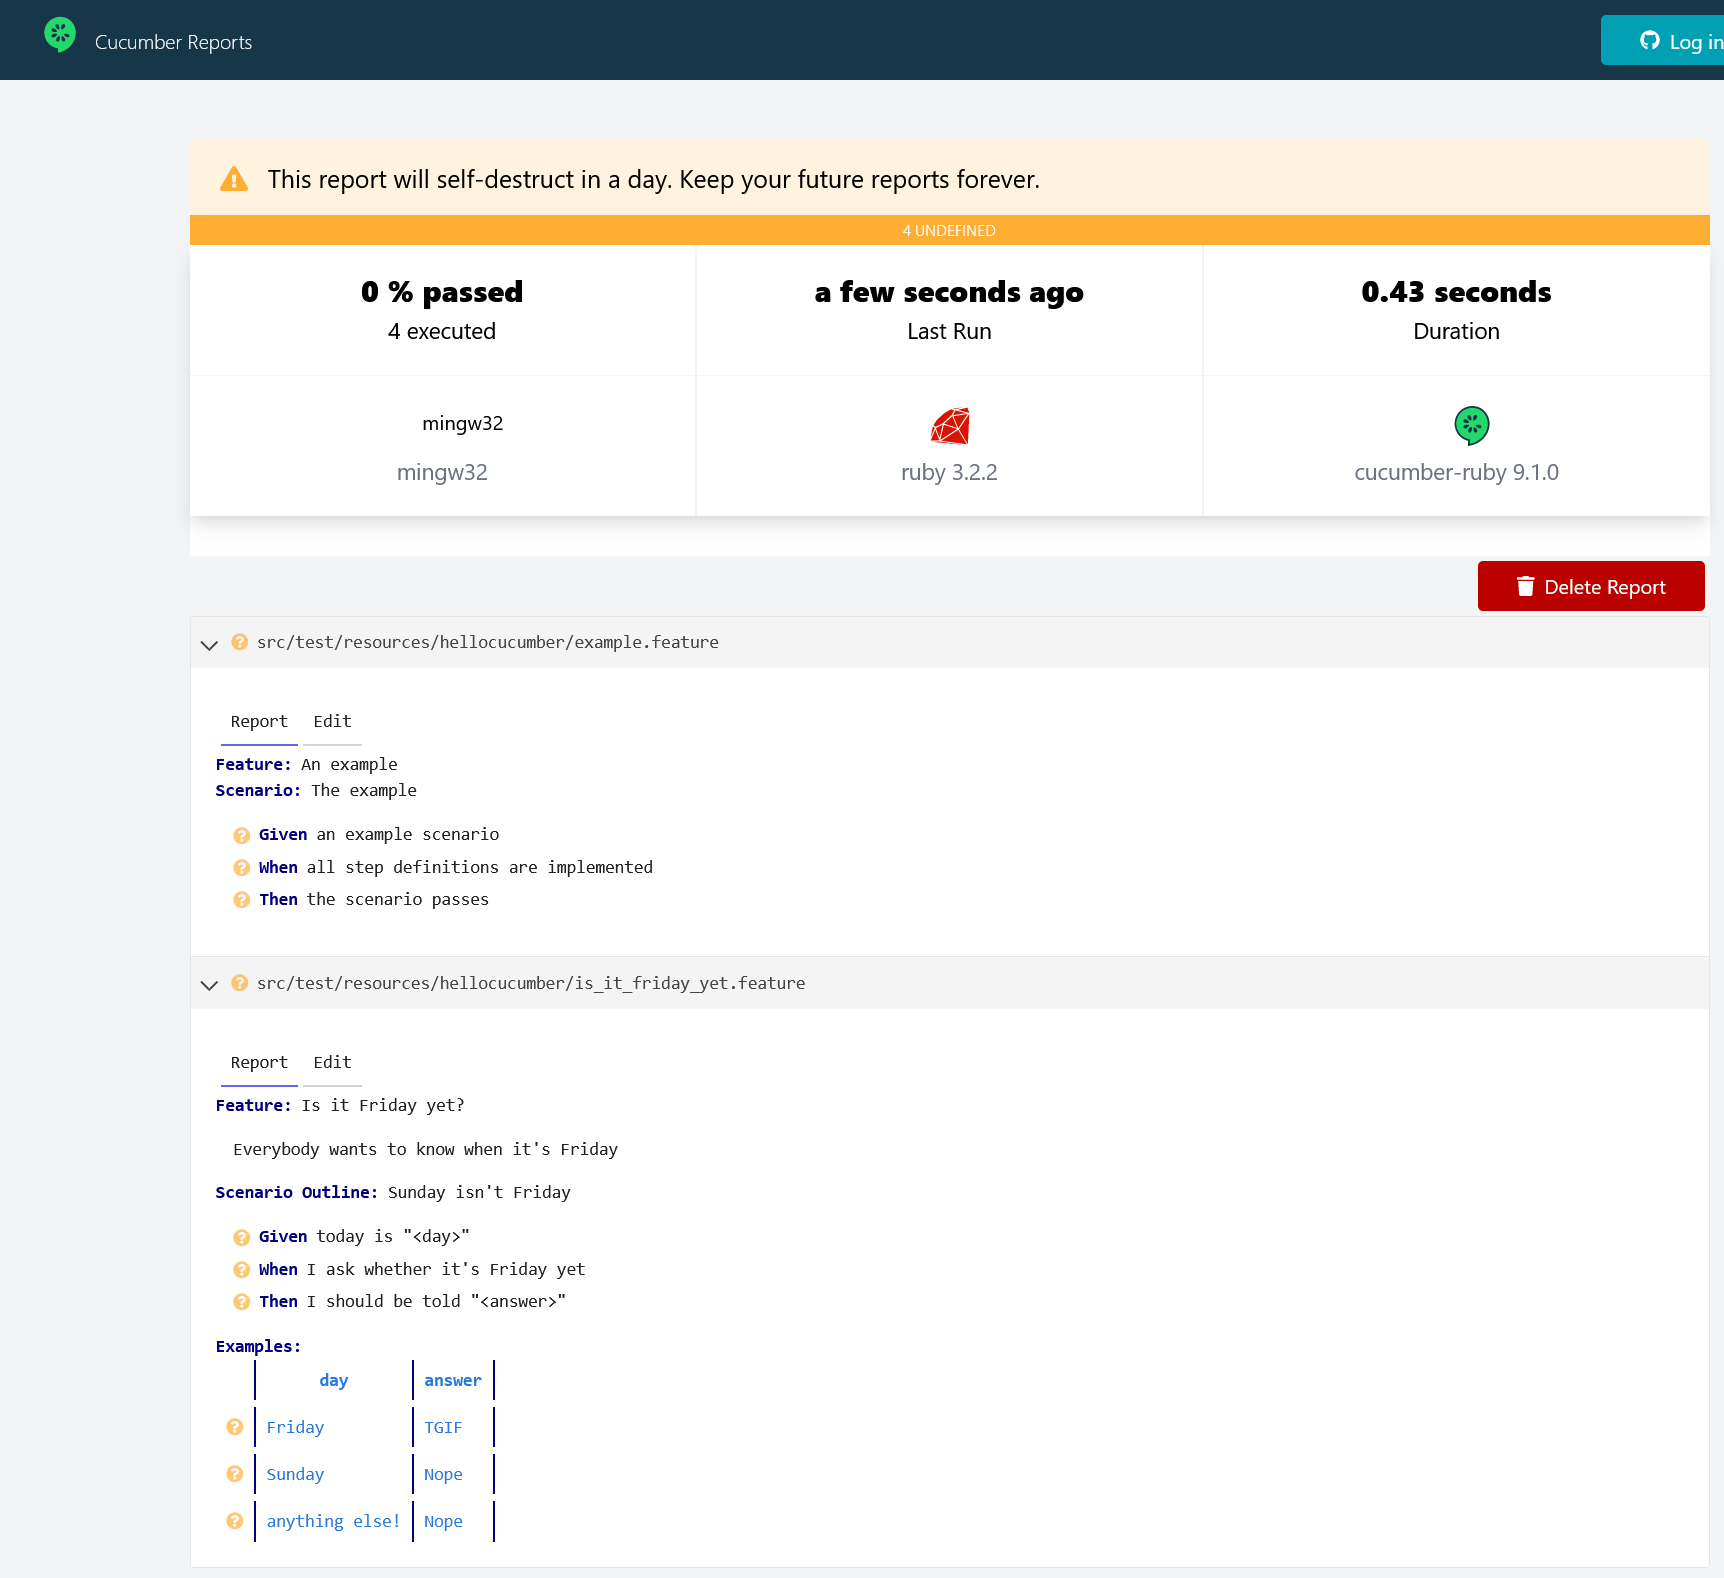 Cucumber Reports
Log in
This report will self-destruct in a day. Keep your future reports forever.
4 UNDEFINED
0 % passed
4 executed
a few seconds ago
Last Run
0.43 seconds
Duration
mingw32
mingw32
ruby 3.2.2
cucumber-ruby 9.1.0
Delete Report
src/test/resources/hellocucumber/example.feature
Report Edit
Feature: An example
Scenario: The example
Given an example scenario
When all step definitions are implemented
Then the scenario passes
src/test/resources/hellocucumber/is_it_friday_yet.feature
Report Edit
Feature: Is it Friday yet?
Everybody wants to know when it's Friday
Scenario Outline: Sunday isn't Friday
Given today is "<day>"
When I ask whether it's Friday yet
Then I should be told "<answer>"
Examples:
day answer
Friday TGIF
Sunday Nope
anything else! Nope